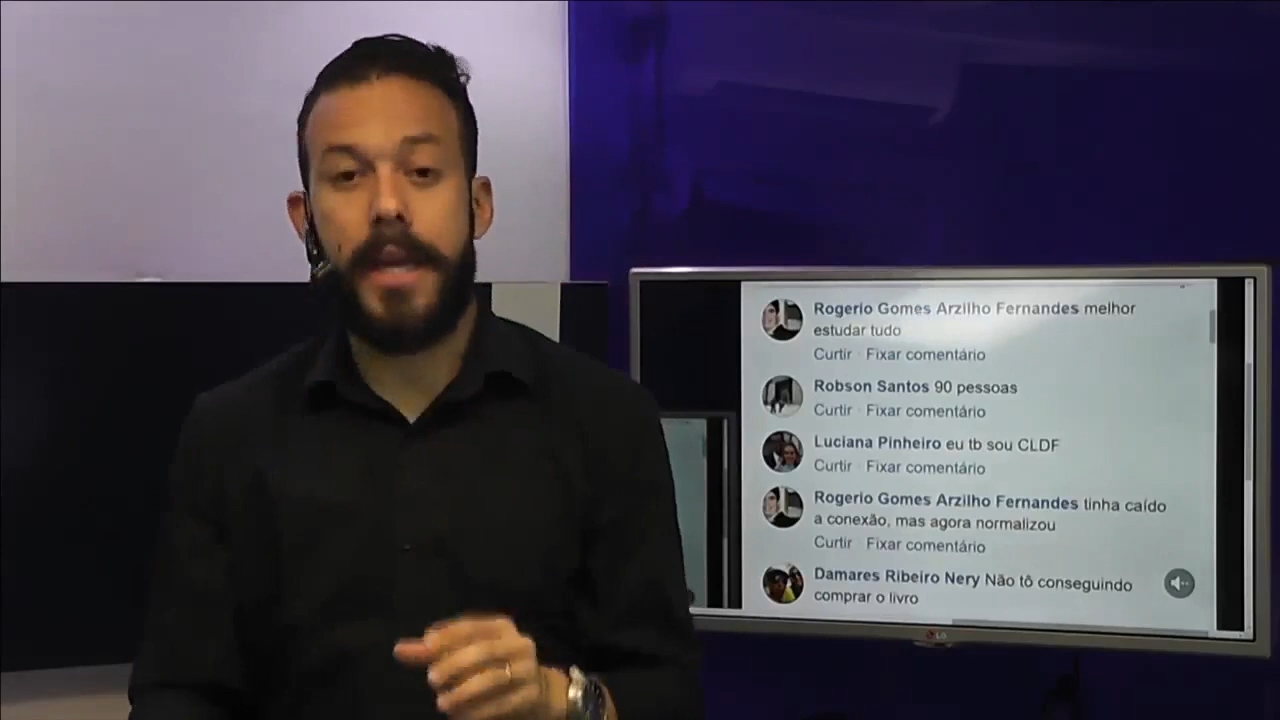 Rogerio Gomes Arzilho Fernandes melhor
estudar tudo
Curtir · Fixar comentário
Robson Santos 90 pessoas
Curtir · Fixar comentário
Luciana Pinheiro eu tb sou CLDF
Curtir · Fixar comentário
Rogerio Gomes Arzilho Fernandes tinha caído
a conexão, mas agora normalizou
Curtir · Fixar comentário
Damares Ribeiro Nery Não tô conseguindo
comprar o livro
LG